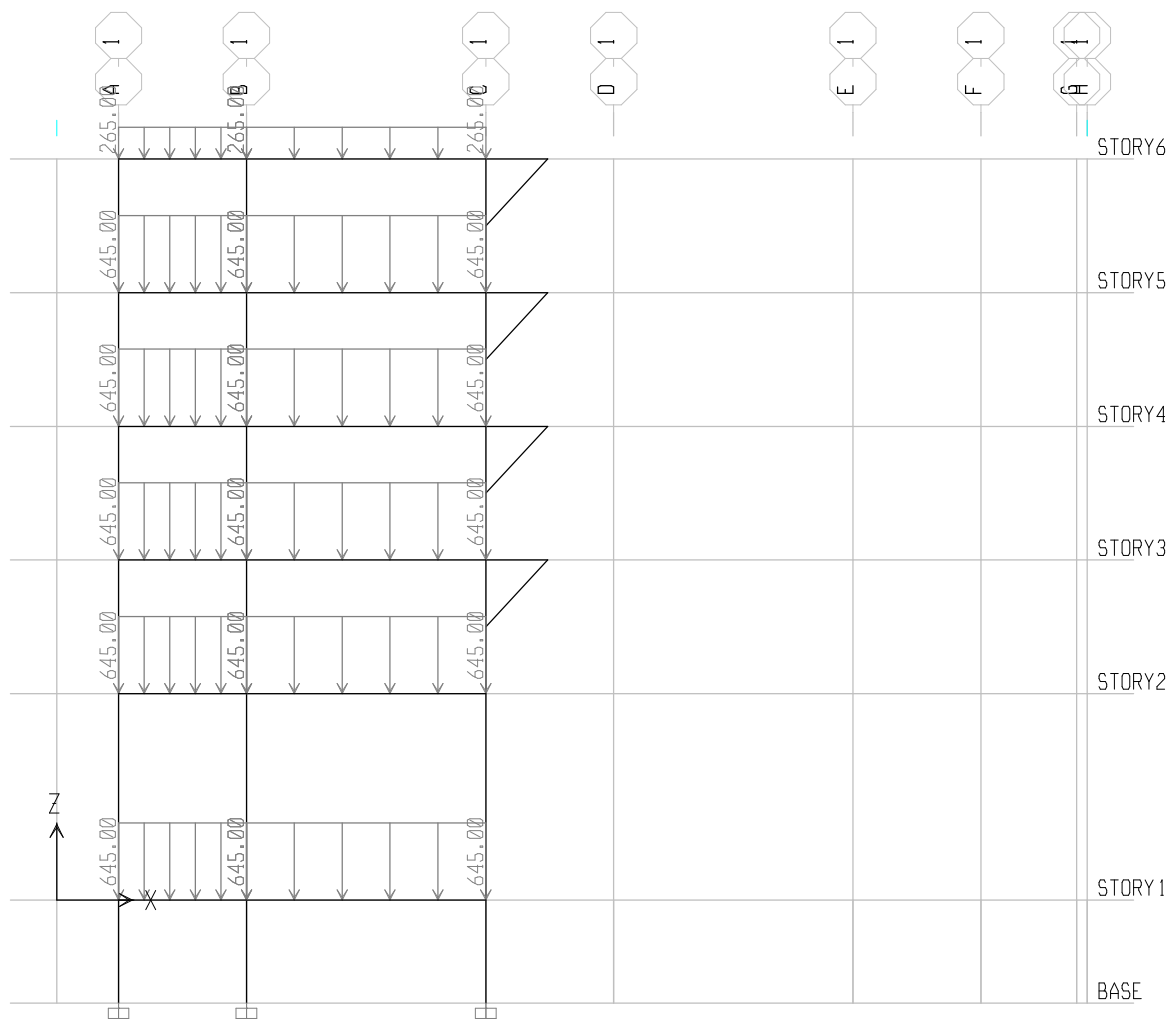 1 1 1 1 1 1 1 1
A B C D E F G H
265.00 265.00 265.00
STORY6
645.00 645.00 645.00
STORY5
645.00 645.00 645.00
STORY4
645.00 645.00 645.00
STORY3
645.00 645.00 645.00
STORY2
Z
645.00 645.00 645.00
STORY1
X
BASE